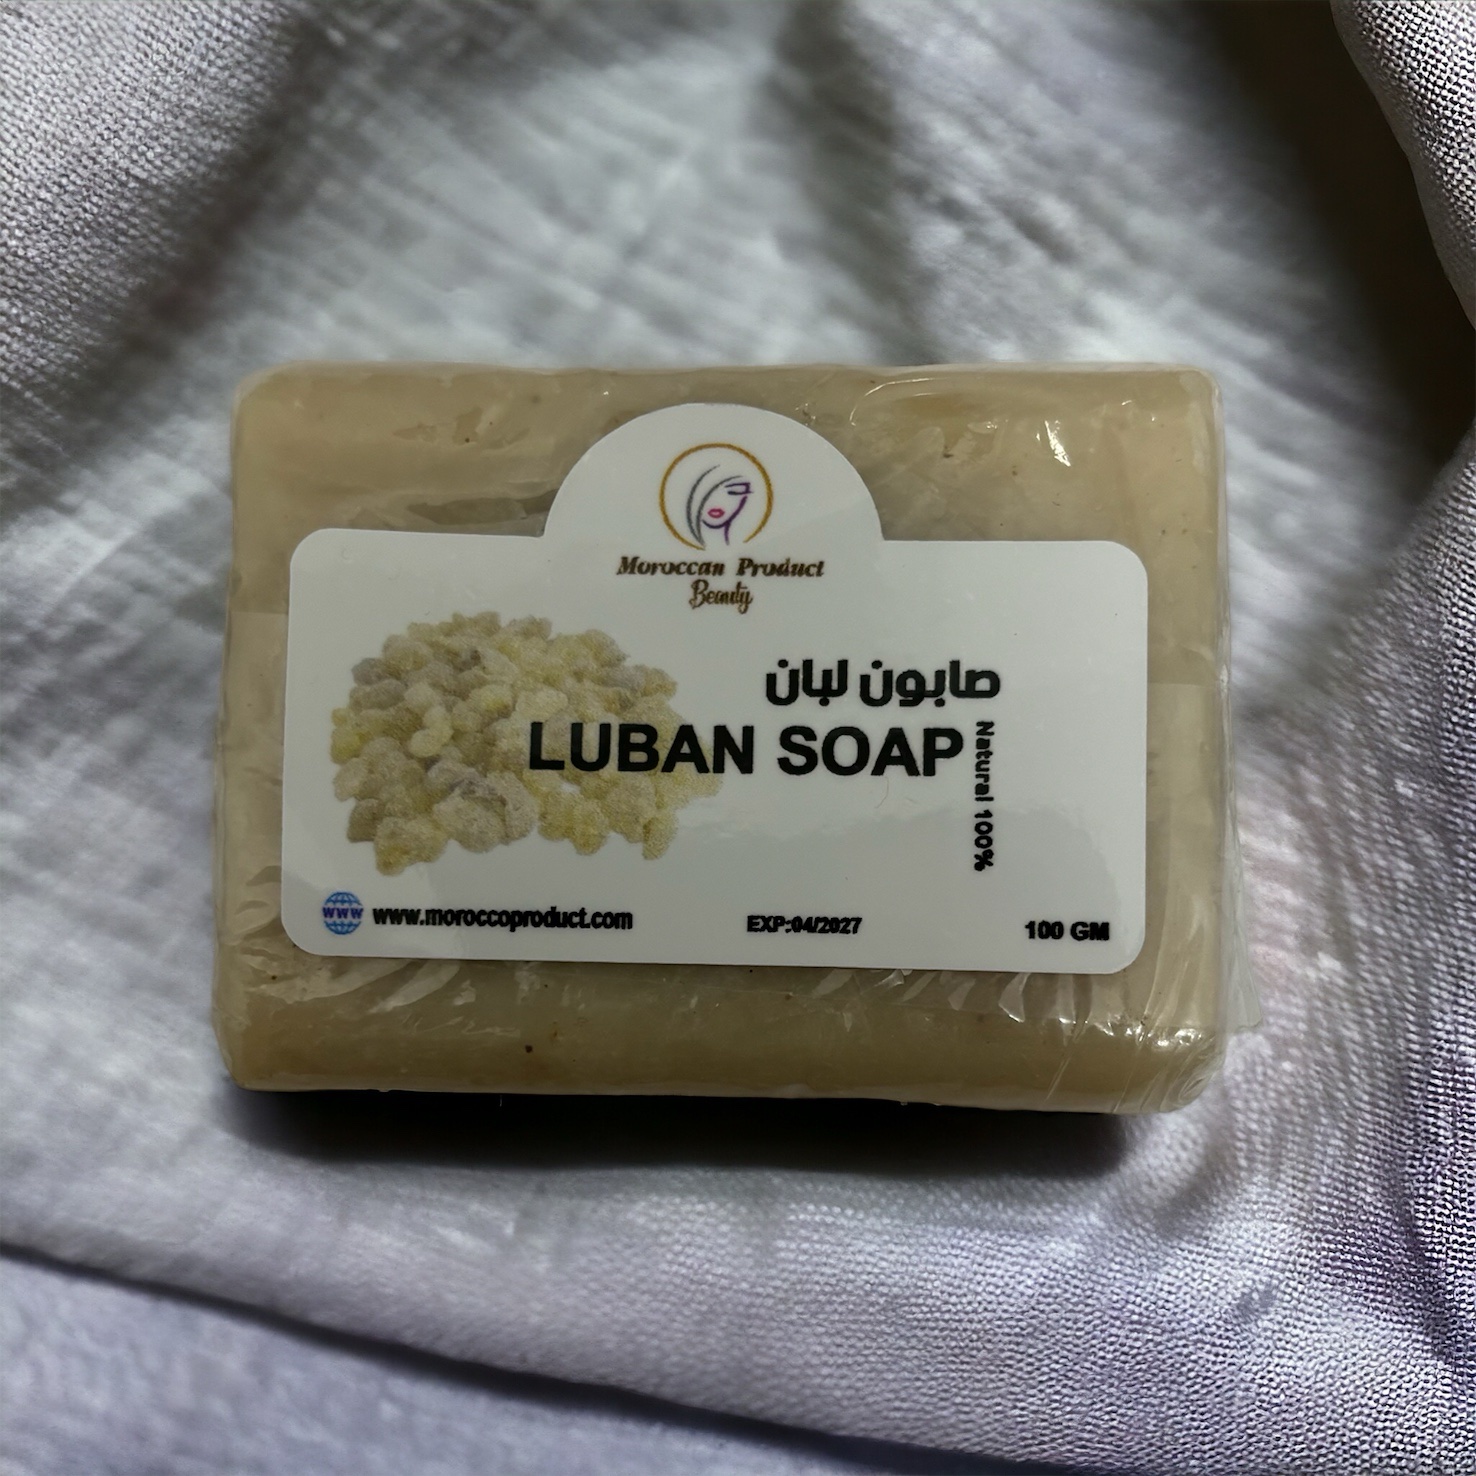 Moroccan Product
Beauty
صابون لبان
LUBAN SOAP
Natural 100%
www www.moroccoproduct.com
EXP:04/2027
100 GM